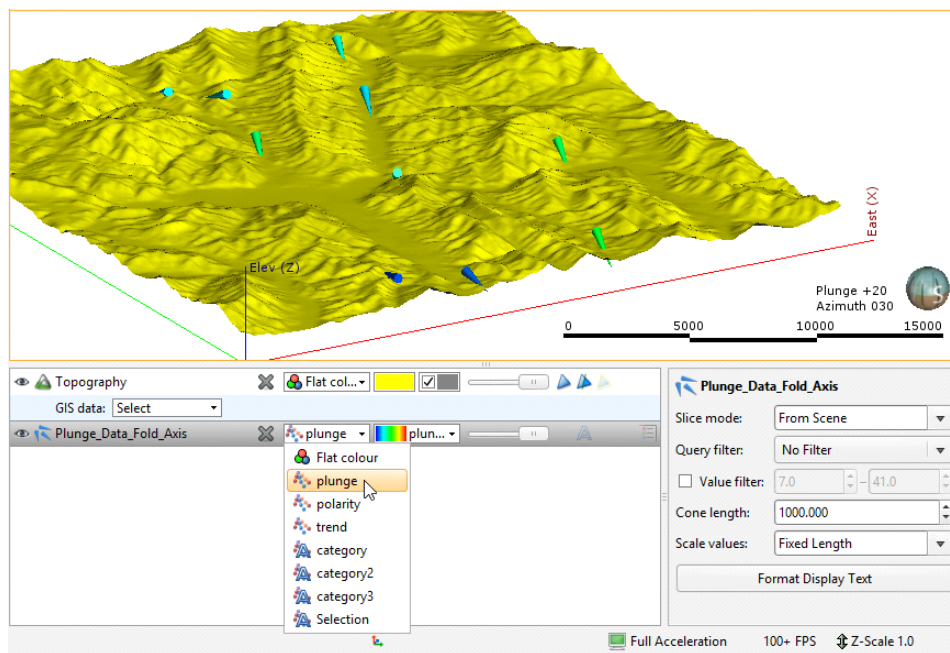 East (X)
Elev (Z)
Plunge +20
Azimuth 030
S
0 5000 10000 15000
Topography Flat col...
GIS data: Select
Plunge_Data_Fold_Axis plunge plun...
Flat colour
plunge
polarity
trend
category
category2
category3
Selection
Plunge_Data_Fold_Axis
Slice mode: From Scene
Query filter: No Filter
Value filter: 7.0 – 41.0
Cone length: 1000.000
Scale values: Fixed Length
Format Display Text
Full Acceleration 100+ FPS Z-Scale 1.0